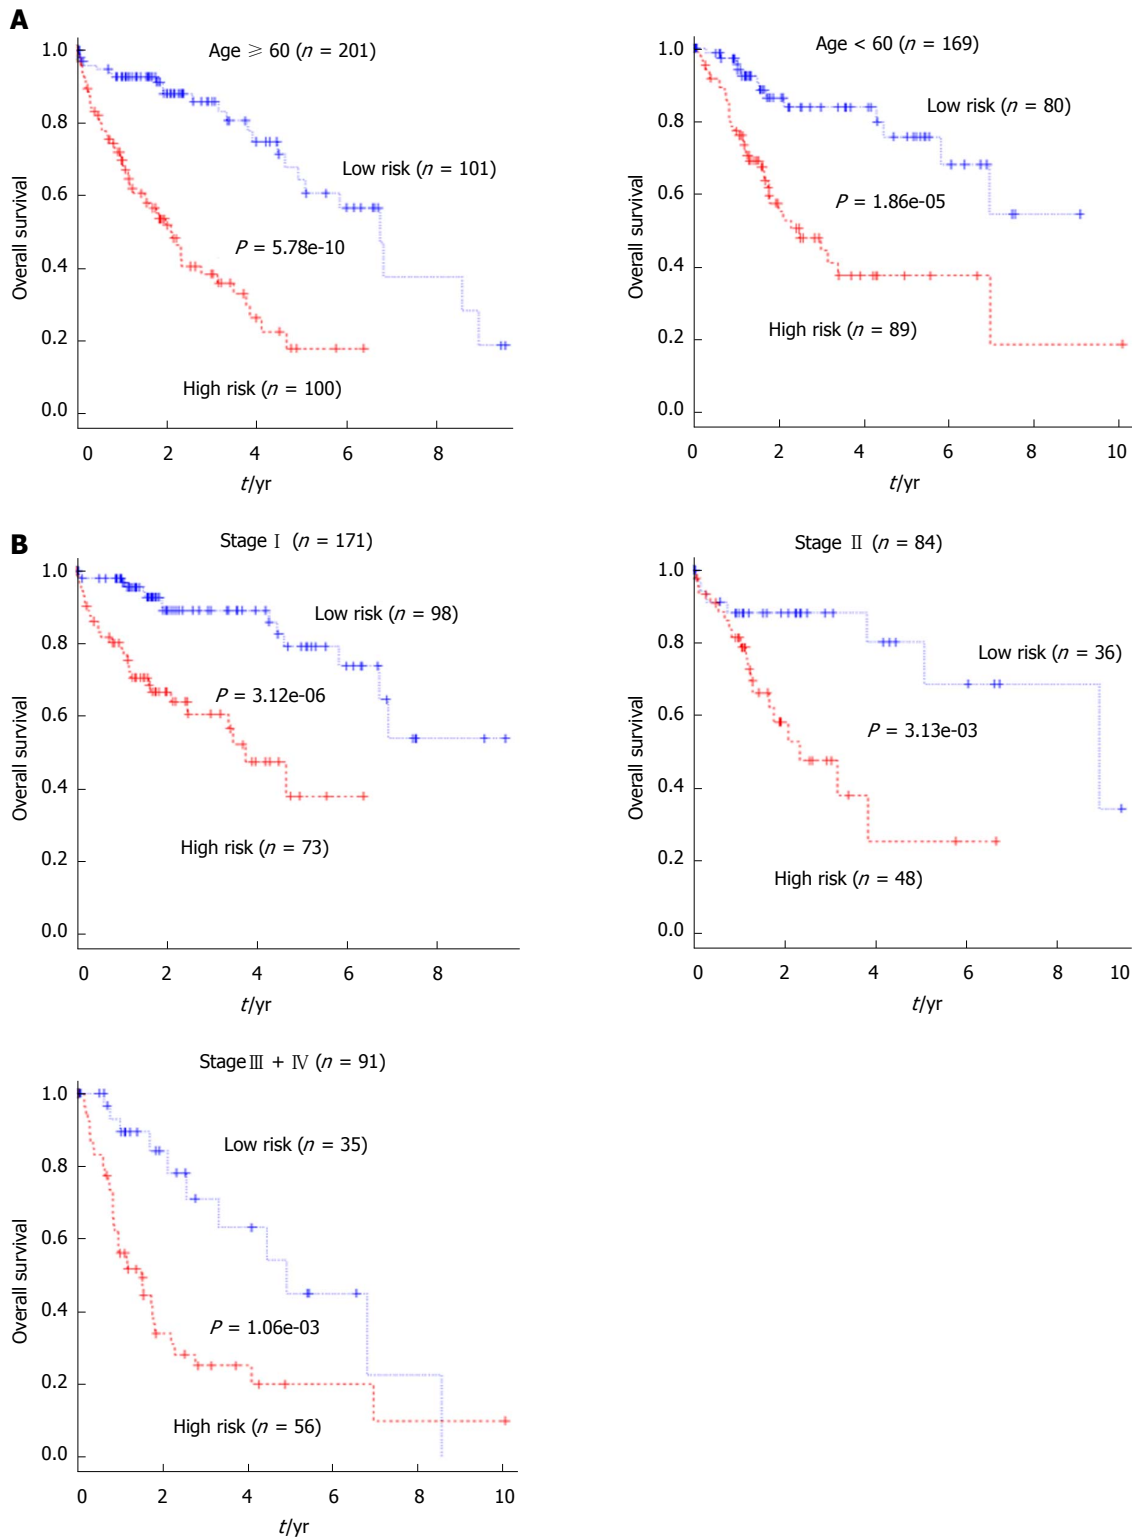 A
Age ⩾ 60 (n = 201)
1.0
0.8
0.6
0.4
0.2
0.0
Overall survival
Low risk (n = 101)
P = 5.78e-10
High risk (n = 100)
0 2 4 6 8
t/yr
Age < 60 (n = 169)
1.0
0.8
0.6
0.4
0.2
0.0
Overall survival
Low risk (n = 80)
P = 1.86e-05
High risk (n = 89)
0 2 4 6 8 10
t/yr
B
Stage Ⅰ (n = 171)
1.0
0.8
0.6
0.4
0.2
0.0
Overall survival
Low risk (n = 98)
P = 3.12e-06
High risk (n = 73)
0 2 4 6 8
t/yr
Stage Ⅱ (n = 84)
1.0
0.8
0.6
0.4
0.2
0.0
Overall survival
Low risk (n = 36)
P = 3.13e-03
High risk (n = 48)
0 2 4 6 8 10
t/yr
Stage Ⅲ + Ⅳ (n = 91)
1.0
0.8
0.6
0.4
0.2
0.0
Overall survival
Low risk (n = 35)
P = 1.06e-03
High risk (n = 56)
0 2 4 6 8 10
t/yr